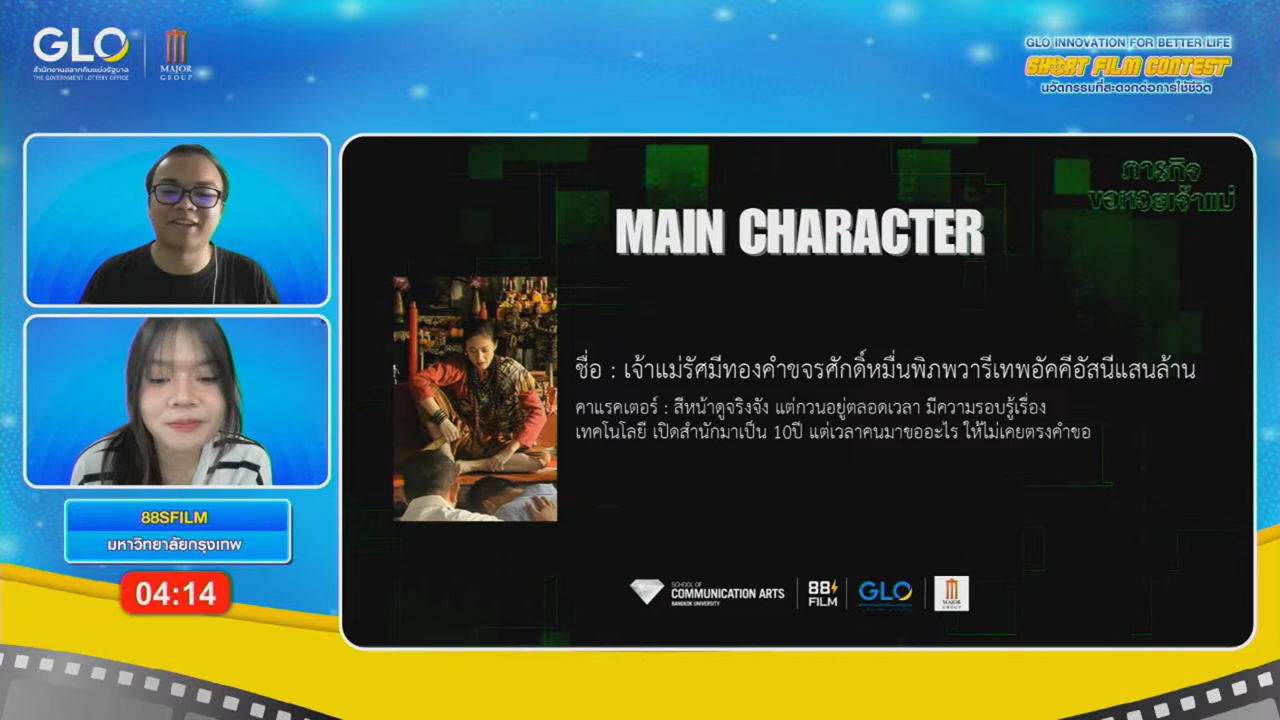 GLO
สำนักงานสลากกินแบ่งรัฐบาล
THE GOVERNMENT LOTTERY OFFICE
MAJOR
GROUP
GLO INNOVATION FOR BETTER LIFE
SHORT FILM CONTEST
นวัตกรรมที่สะดวกต่อการใช้ชีวิต
ภารกิจ
ขอหวยเจ้าแม่
MAIN CHARACTER
ชื่อ : เจ้าแม่รัศมีทองคำขจรศักดิ์หมื่นพิภพวารีเทพอัคคีอัสนีแสนล้าน
คาแรคเตอร์ : สีหน้าดูจริงจัง แต่กวนอยู่ตลอดเวลา มีความรอบรู้เรื่อง
เทคโนโลยี เปิดสำนักมาเป็น 10ปี แต่เวลาคนมาขออะไร ให้ไม่เคยตรงคำขอ
88SFILM
มหาวิทยาลัยกรุงเทพ
04:14
SCHOOL OF
COMMUNICATION ARTS
BANGKOK UNIVERSITY
88
FILM
GLO
MAJOR
GROUP